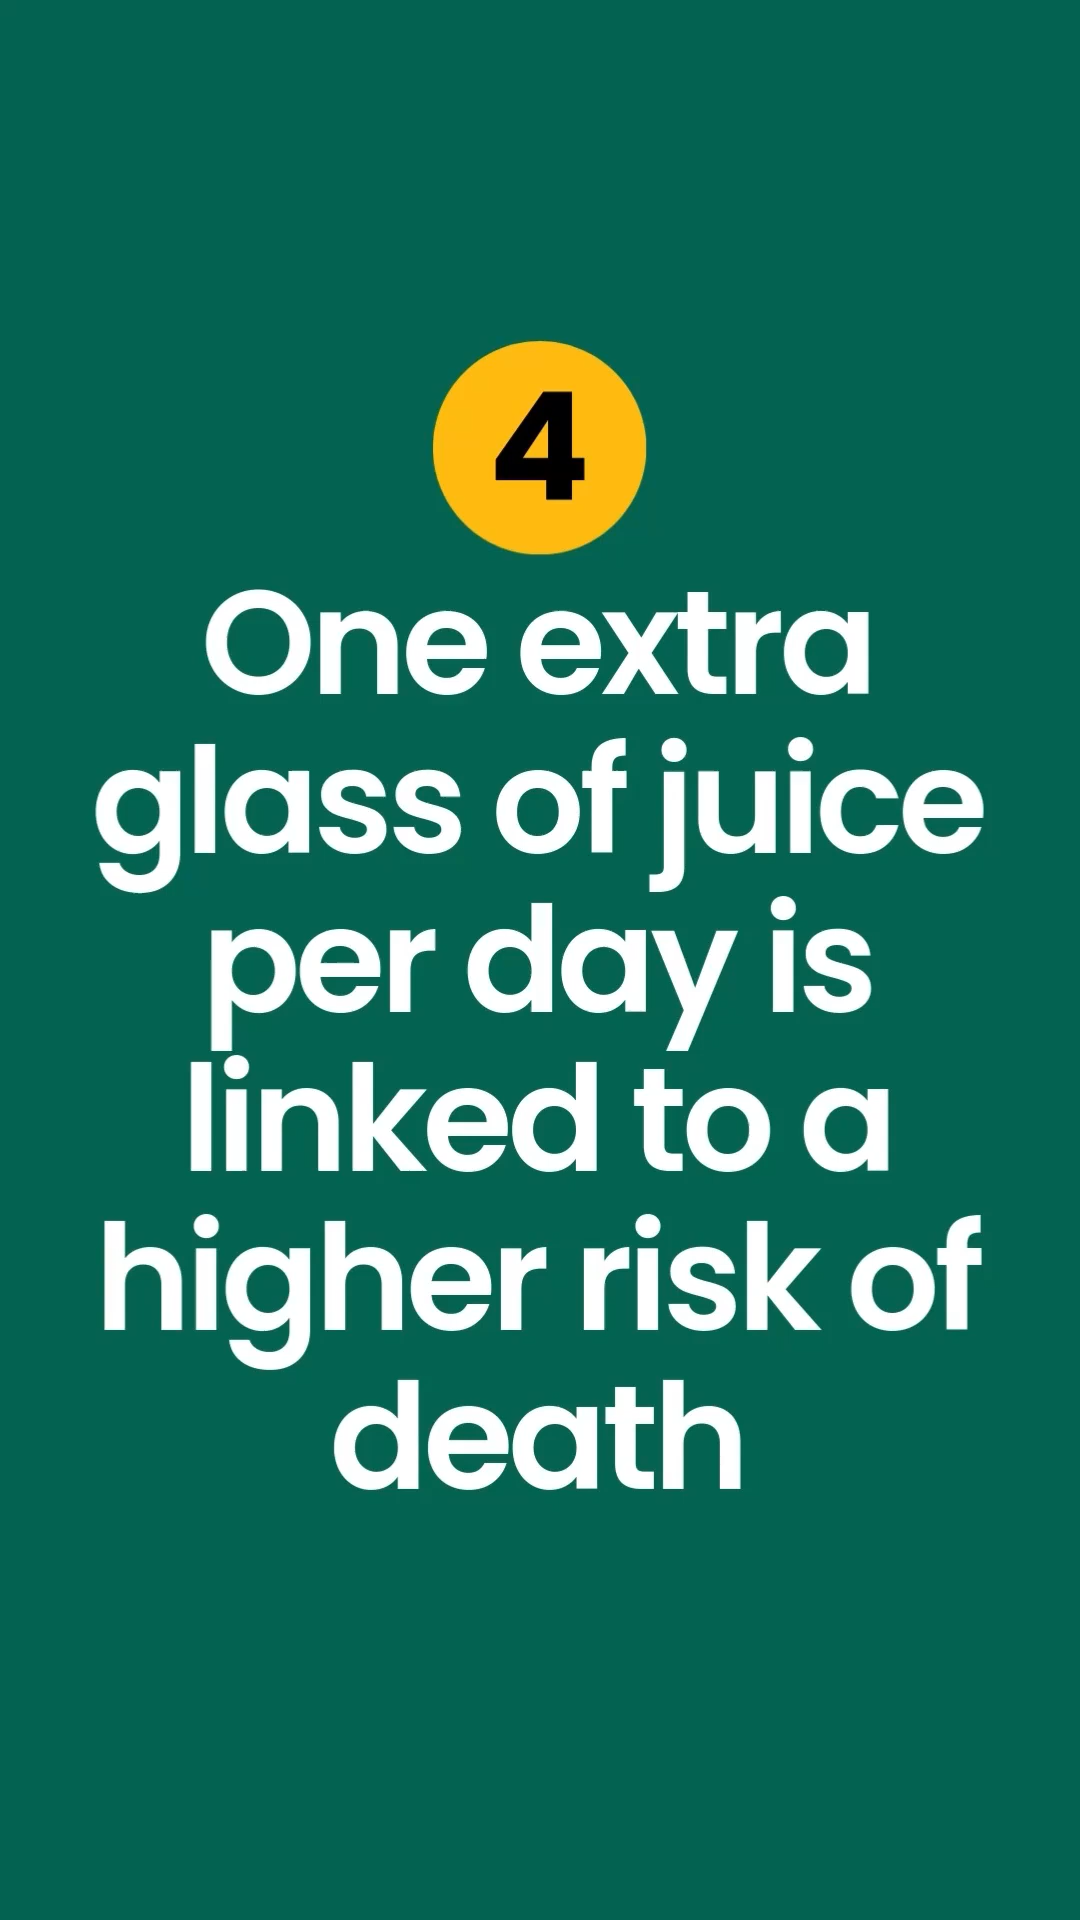 4
One extra
glass of juice
per day is
linked to a
higher risk of
death